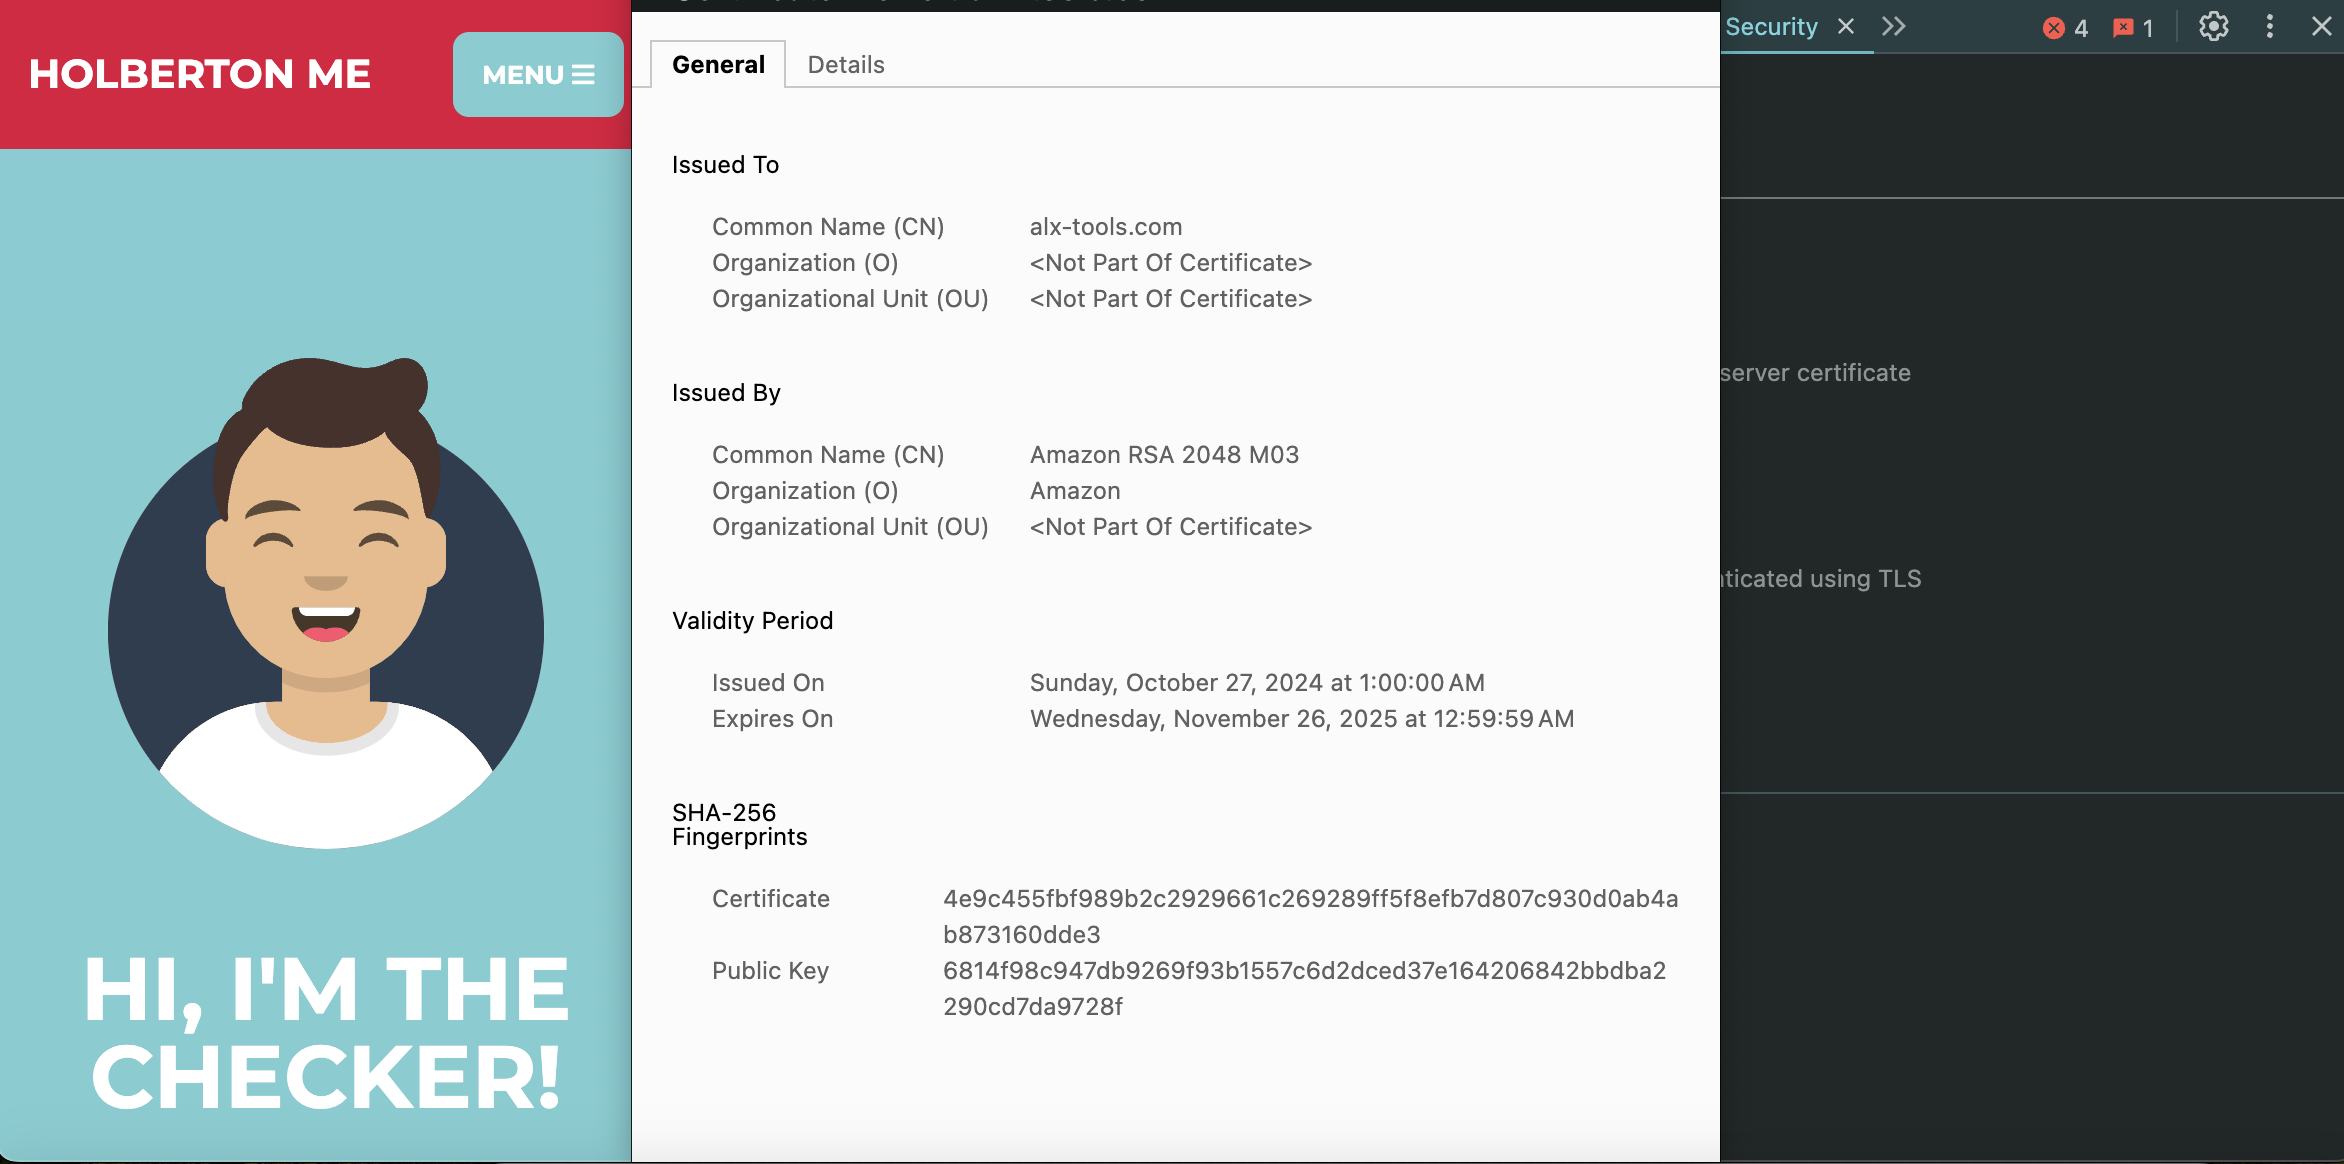 HOLBERTON ME
MENU
HI, I'M THE
CHECKER!
General
Details
Issued To
Common Name (CN) alx-tools.com
Organization (O) <Not Part Of Certificate>
Organizational Unit (OU) <Not Part Of Certificate>
Issued By
Common Name (CN) Amazon RSA 2048 M03
Organization (O) Amazon
Organizational Unit (OU) <Not Part Of Certificate>
Validity Period
Issued On Sunday, October 27, 2024 at 1:00:00 AM
Expires On Wednesday, November 26, 2025 at 12:59:59 AM
SHA-256
Fingerprints
Certificate 4e9c455fbf989b2c2929661c269289ff5f8efb7d807c930d0ab4a
b873160dde3
Public Key 6814f98c947db9269f93b1557c6d2dced37e164206842bbdba2
290cd7da9728f
Security
4
1
server certificate
ticated using TLS